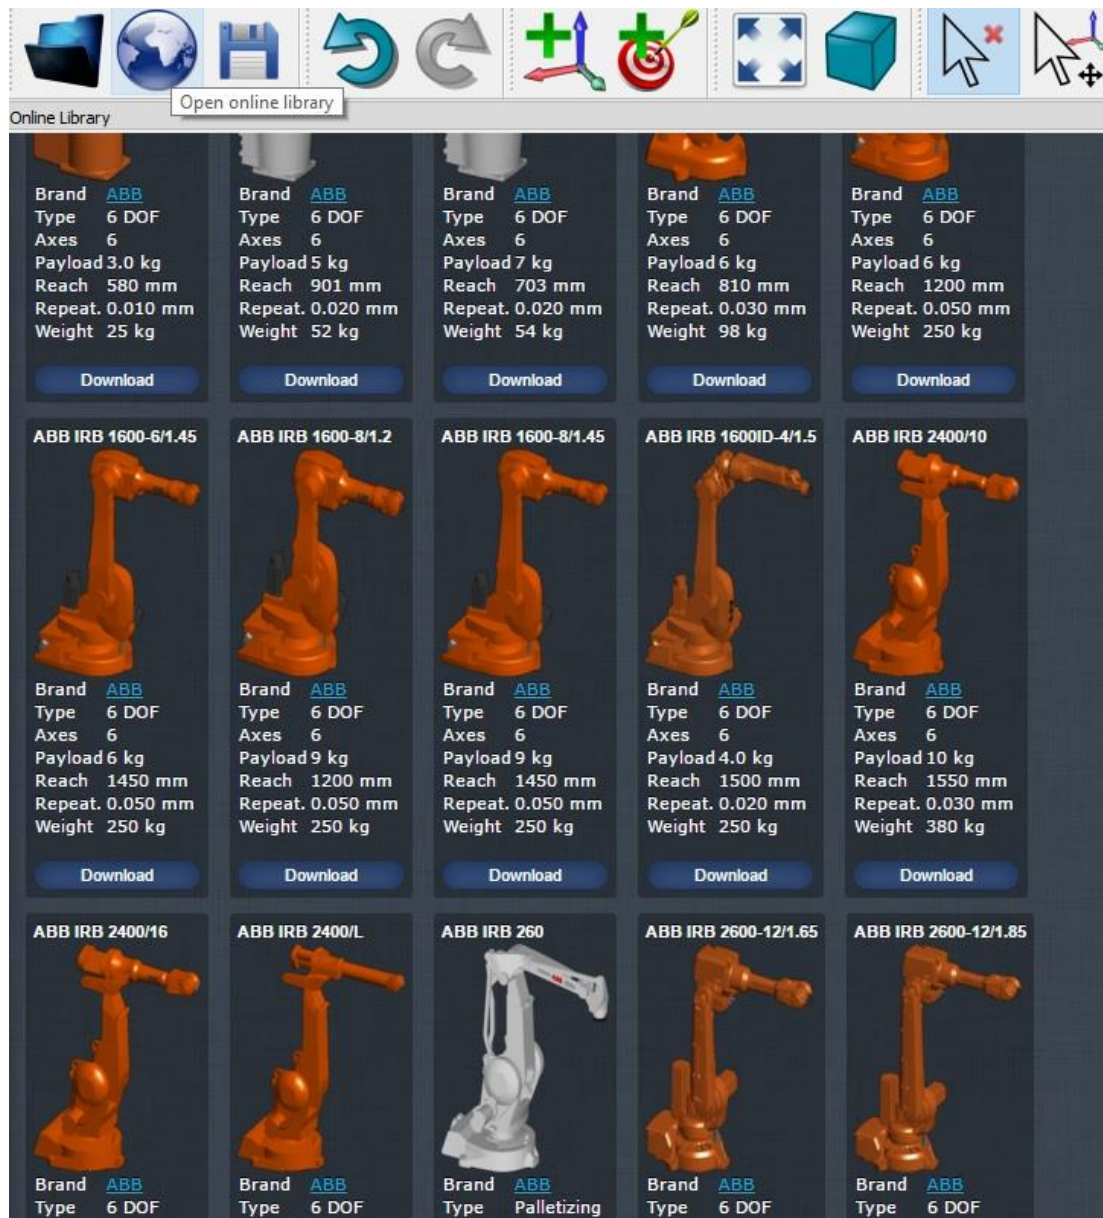 Open online library
Online Library
Brand ABB
Type 6 DOF
Axes 6
Payload 3.0 kg
Reach 580 mm
Repeat. 0.010 mm
Weight 25 kg
Download
Brand ABB
Type 6 DOF
Axes 6
Payload 5 kg
Reach 901 mm
Repeat. 0.020 mm
Weight 52 kg
Download
Brand ABB
Type 6 DOF
Axes 6
Payload 7 kg
Reach 703 mm
Repeat. 0.020 mm
Weight 54 kg
Download
Brand ABB
Type 6 DOF
Axes 6
Payload 6 kg
Reach 810 mm
Repeat. 0.030 mm
Weight 98 kg
Download
Brand ABB
Type 6 DOF
Axes 6
Payload 6 kg
Reach 1200 mm
Repeat. 0.050 mm
Weight 250 kg
Download
ABB IRB 1600-6/1.45
Brand ABB
Type 6 DOF
Axes 6
Payload 6 kg
Reach 1450 mm
Repeat. 0.050 mm
Weight 250 kg
Download
ABB IRB 1600-8/1.2
Brand ABB
Type 6 DOF
Axes 6
Payload 9 kg
Reach 1200 mm
Repeat. 0.050 mm
Weight 250 kg
Download
ABB IRB 1600-8/1.45
Brand ABB
Type 6 DOF
Axes 6
Payload 9 kg
Reach 1450 mm
Repeat. 0.050 mm
Weight 250 kg
Download
ABB IRB 1600ID-4/1.5
Brand ABB
Type 6 DOF
Axes 6
Payload 4.0 kg
Reach 1500 mm
Repeat. 0.020 mm
Weight 250 kg
Download
ABB IRB 2400/10
Brand ABB
Type 6 DOF
Axes 6
Payload 10 kg
Reach 1550 mm
Repeat. 0.030 mm
Weight 380 kg
Download
ABB IRB 2400/16
Brand ABB
Type 6 DOF
ABB IRB 2400/L
Brand ABB
Type 6 DOF
ABB IRB 260
Brand ABB
Type Palletizing
ABB IRB 2600-12/1.65
Brand ABB
Type 6 DOF
ABB IRB 2600-12/1.85
Brand ABB
Type 6 DOF